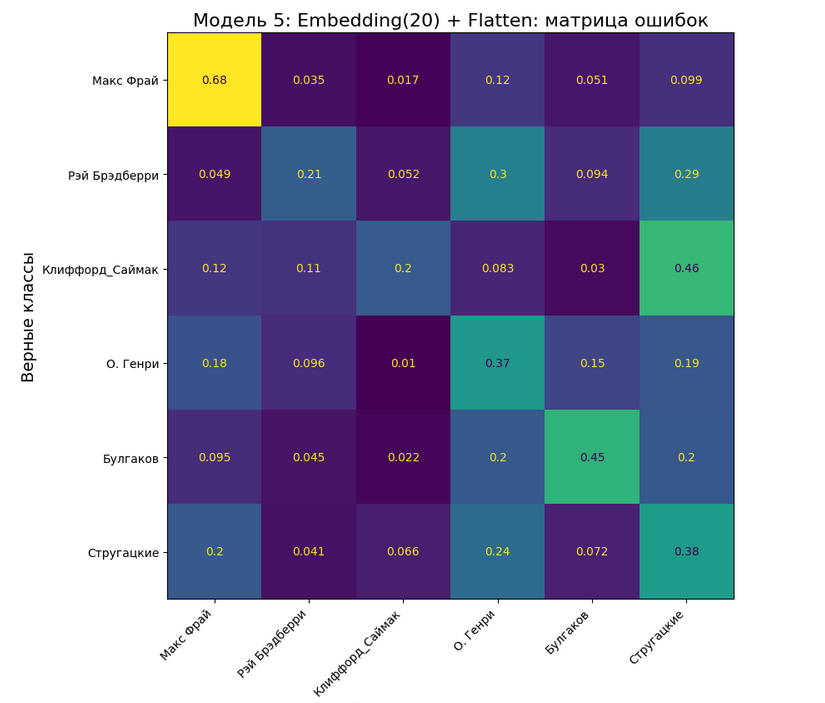 Модель 5: Embedding(20) + Flatten: матрица ошибок
Верные классы
Макс Фрай 0.68 0.035 0.017 0.12 0.051 0.099
Рэй Брэдберри 0.049 0.21 0.052 0.3 0.094 0.29
Клиффорд_Саймак 0.12 0.11 0.2 0.083 0.03 0.46
О. Генри 0.18 0.096 0.01 0.37 0.15 0.19
Булгаков 0.095 0.045 0.022 0.2 0.45 0.2
Стругацкие 0.2 0.041 0.066 0.24 0.072 0.38
Макс Фрай
Рэй Брэдберри
Клиффорд_Саймак
О. Генри
Булгаков
Стругацкие